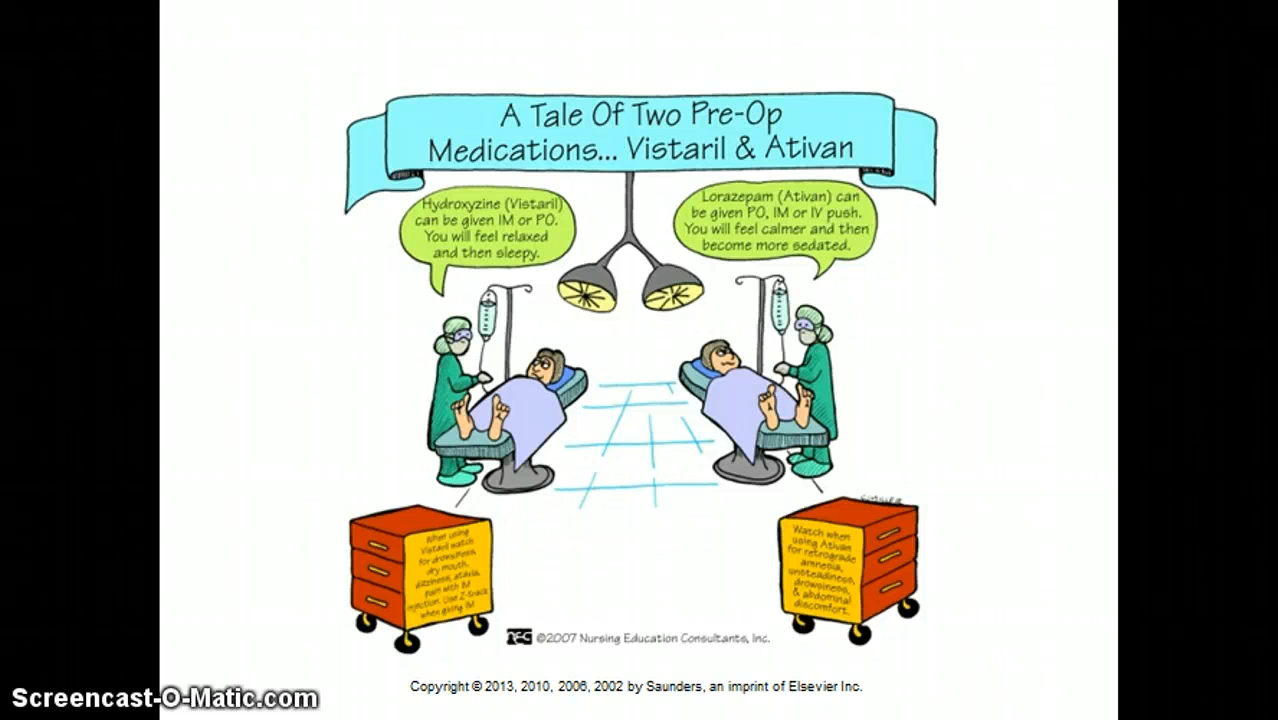 A Tale Of Two Pre-Op
Medications... Vistaril & Ativan
Hydroxyzine (Vistaril)
can be given IM or PO.
You will feel relaxed
and then sleepy.
Lorazepam (Ativan) can
be given PO, IM or IV push.
You will feel calmer and then
become more sedated.
When using
Vistaril watch
for drowsiness,
dry mouth,
dizziness, ataxia,
pain with IM
injection. Use Z-track
when giving IM
Watch when
using Ativan
for retrograde
amnesia,
unsteadiness,
drowsiness,
& abdominal
discomfort.
NEC ©2007 Nursing Education Consultants, Inc.
Copyright © 2013, 2010, 2006, 2002 by Saunders, an imprint of Elsevier Inc.
Screencast-O-Matic.com